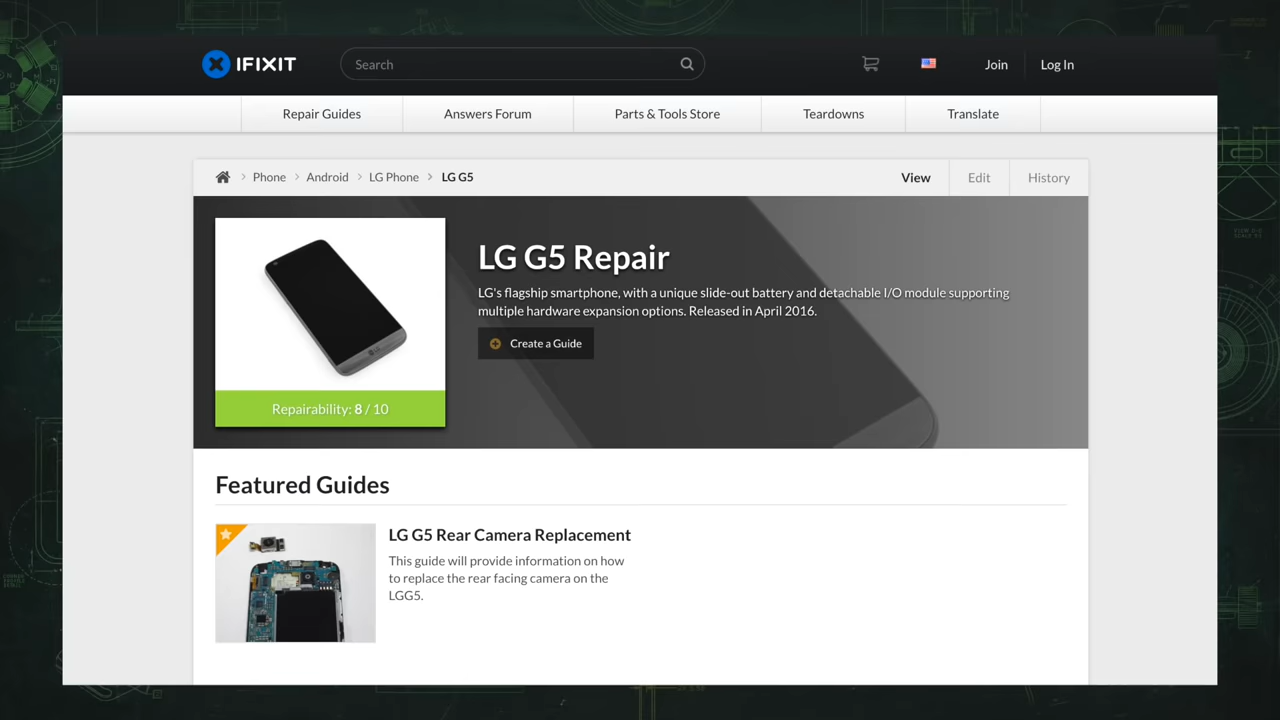 IFIXIT
Search
Join
Log In
Repair Guides
Answers Forum
Parts & Tools Store
Teardowns
Translate
Phone > Android > LG Phone > LG G5
View
Edit
History
LG G5 Repair
LG's flagship smartphone, with a unique slide-out battery and detachable I/O module supporting
multiple hardware expansion options. Released in April 2016.
Create a Guide
Repairability: 8 / 10
Featured Guides
LG G5 Rear Camera Replacement
This guide will provide information on how
to replace the rear facing camera on the
LGG5.